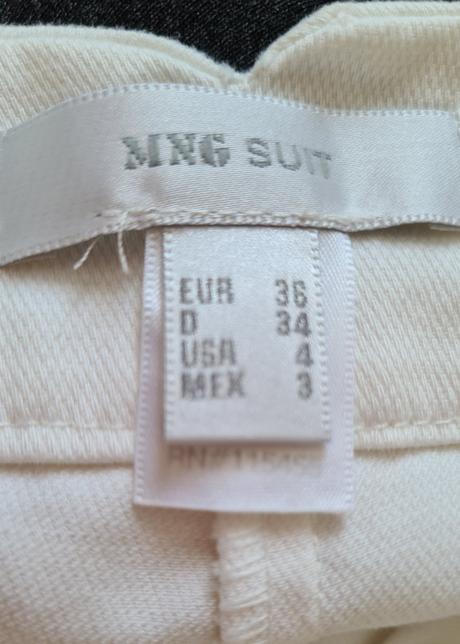 MNG SUIT
EUR 36
D 34
USA 4
MEX 3